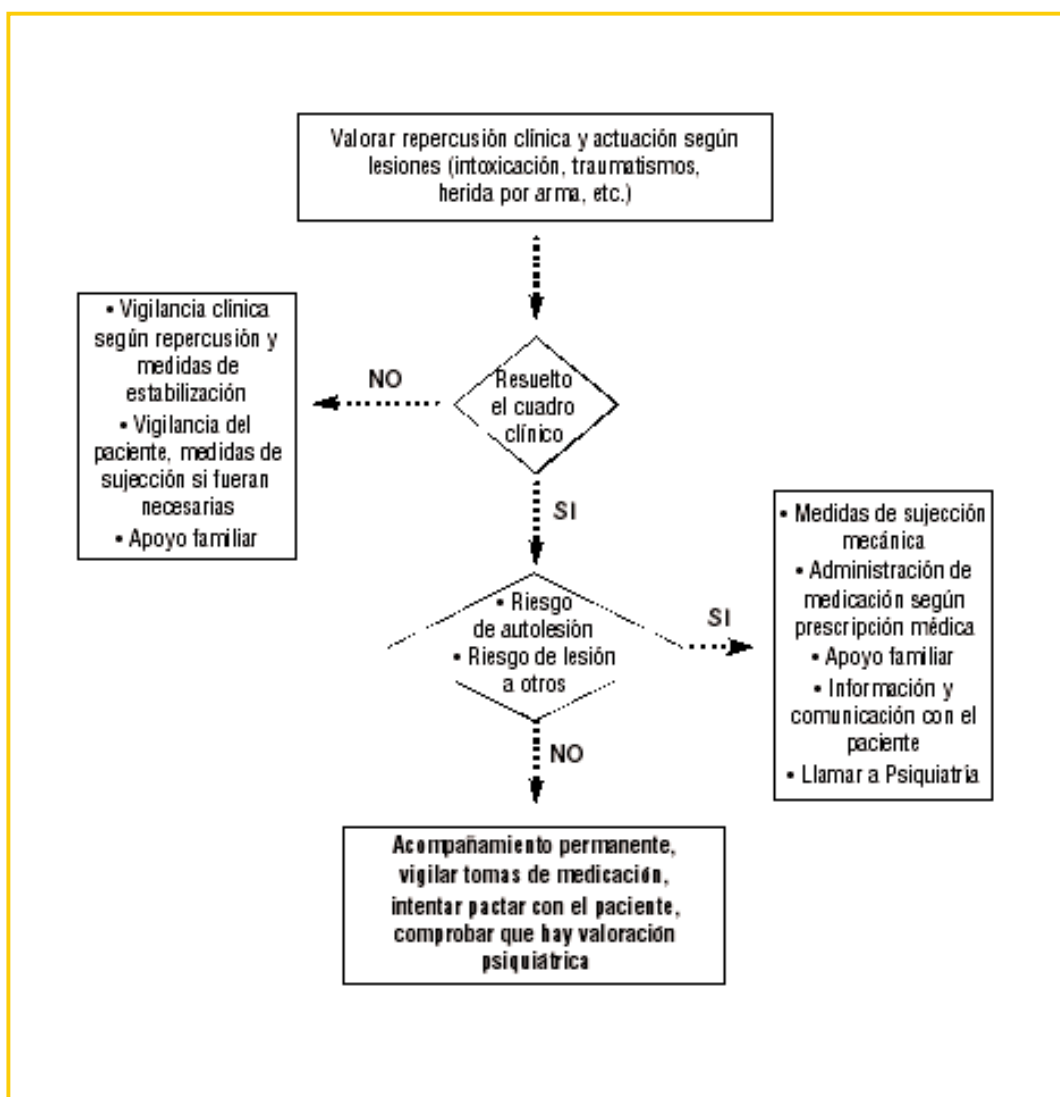 Valorar repercusión clínica y actuación según
lesiones (intoxicación, traumatismos,
herida por arma, etc.)
• Vigilancia clínica
según repercusión y
medidas de
estabilización
• Vigilancia del
paciente, medidas de
sujección si fueran
necesarias
• Apoyo familiar
NO
Resuelto
el cuadro
clínico
SI
• Riesgo
de autolesión
• Riesgo de lesión
a otros
SI
• Medidas de sujección
mecánica
• Administración de
medicación según
prescripción médica
• Apoyo familiar
• Información y
comunicación con el
paciente
• Llamar a Psiquiatría
NO
Acompañamiento permanente,
vigilar tomas de medicación,
intentar pactar con el paciente,
comprobar que hay valoración
psiquiátrica